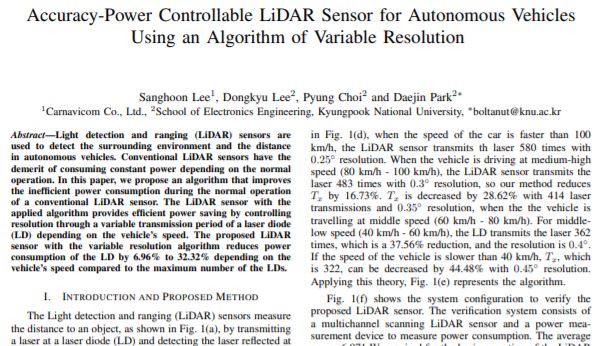 Accuracy-Power Controllable LiDAR Sensor for Autonomous Vehicles
Using an Algorithm of Variable Resolution
Sanghoon Lee1, Dongkyu Lee2, Pyung Choi2 and Daejin Park2*
1Carnavicom Co., Ltd., 2School of Electronics Engineering, Kyungpook National University, *boltanut@knu.ac.kr
Abstract—Light detection and ranging (LiDAR) sensors are
used to detect the surrounding environment and the distance
in autonomous vehicles. Conventional LiDAR sensors have the
demerit of consuming constant power depending on the normal
operation. In this paper, we propose an algorithm that improves
the inefficient power consumption during the normal operation
of a conventional LiDAR sensor. The LiDAR sensor with the
applied algorithm provides efficient power saving by controlling
resolution through a variable transmission period of a laser diode
(LD) depending on the vehicle's speed. The proposed LiDAR
sensor with the variable resolution algorithm reduces power
consumption of the LD by 6.96% to 32.32% depending on the
vehicle's speed compared to the maximum number of the LDs.
I. INTRODUCTION AND PROPOSED METHOD
The Light detection and ranging (LiDAR) sensors measure
the distance to an object, as shown in Fig. 1(a), by transmitting
a laser at a laser diode (LD) and detecting the laser reflected at
in Fig. 1(d), when the speed of the car is faster than 100
km/h, the LiDAR sensor transmits th laser 580 times with
0.25° resolution. When the vehicle is driving at medium-high
speed (80 km/h - 100 km/h), the LiDAR sensor transmits the
laser 483 times with 0.3° resolution, so our method reduces
Tx by 16.73%. Tx is decreased by 28.62% with 414 laser
transmissions and 0.35° resolution, when the the vehicle is
travelling at middle speed (60 km/h - 80 km/h). For middle-
low speed (40 km/h - 60 km/h), the LD transmits the laser 362
times, which is a 37.56% reduction, and the resolution is 0.4°.
If the speed of the vehicle is slower than 40 km/h, Tx, which
is 322, can be decreased by 44.48% with 0.45° resolution.
Applying this theory, Fig. 1(e) represents the algorithm.
Fig. 1(f) shows the system configuration to verify the
proposed LiDAR sensor. The verification system consists of
a multichannel scanning LiDAR sensor and a power mea-
surement device to measure power consumption. The average